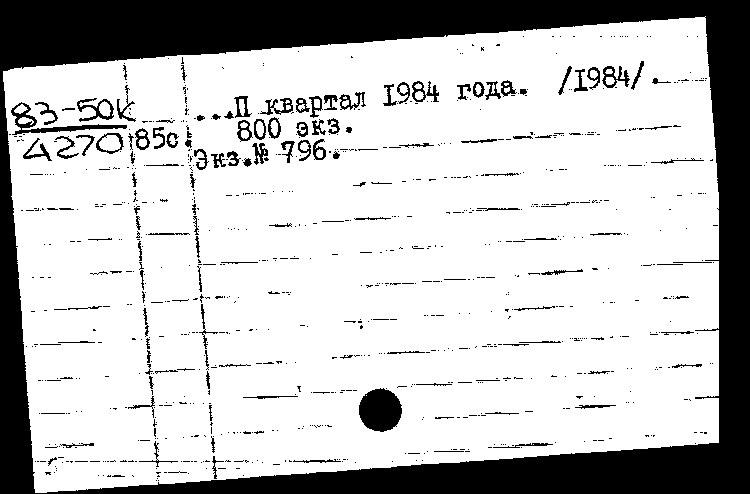 83-50к ...П квартал 1984 года. /1984/.
4270 85с. 800 экз.
Экз.№ 796.